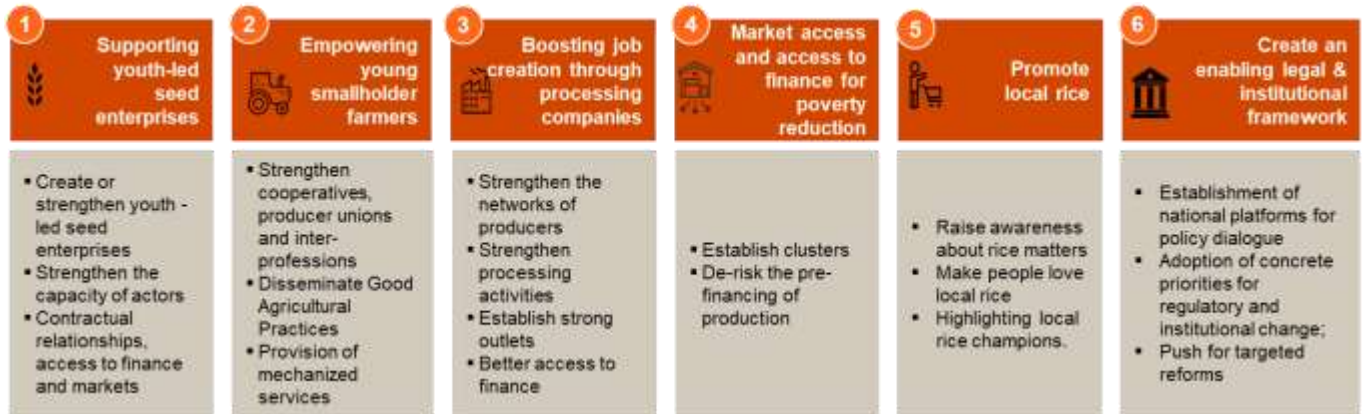 1
Supporting
youth-led
seed
enterprises
▪ Create or
strengthen youth -
led seed
enterprises
▪ Strengthen the
capacity of actors
▪ Contractual
relationships,
access to finance
and markets
2
Empowering
young
smallholder
farmers
▪ Strengthen
cooperatives,
producer unions
and inter-
professions
▪ Disseminate Good
Agricultural
Practices
▪ Provision of
mechanized
services
3
Boosting job
creation through
processing
companies
▪ Strengthen the
networks of
producers
▪ Strengthen
processing
activities
▪ Establish strong
outlets
▪ Better access to
finance
4
Market access
and access to
finance for
poverty
reduction
▪ Establish clusters
▪ De-risk the pre-
financing of
production
5
Promote
local rice
▪ Raise awareness
about rice matters
▪ Make people love
local rice
▪ Highlighting local
rice champions.
6
Create an
enabling legal &
institutional
framework
▪ Establishment of
national platforms for
policy dialogue
▪ Adoption of concrete
priorities for
regulatory and
institutional change;
▪ Push for targeted
reforms